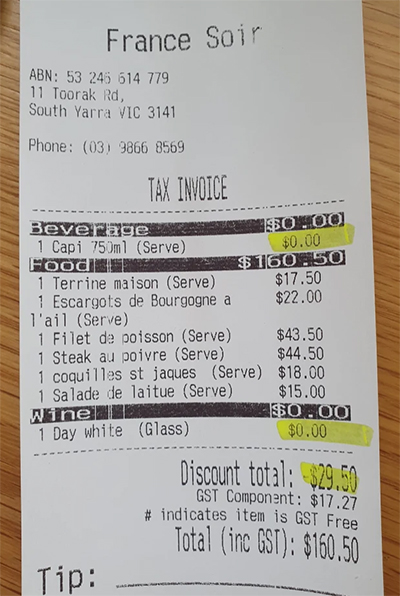 France Soir
ABN: 53 246 614 779
11 Toorak Rd,
South Yarra VIC 3141
Phone: (03) 9866 8569
TAX INVOICE
Beverage $0.00
1 Capi 750ml (Serve) $0.00
Food $160.50
1 Terrine maison (Serve) $17.50
1 Escargots de Bourgogne a $22.00
l'ail (Serve)
1 Filet de poisson (Serve) $43.50
1 Steak au poivre (Serve) $44.50
1 coquilles st jaques (Serve) $18.00
1 Salade de laitue (Serve) $15.00
Wine $0.00
1 Day white (Glass) $0.00
Discount total: -$29.50
GST Component: $17.27
# indicates item is GST Free
Total (inc GST): $160.50
Tip: